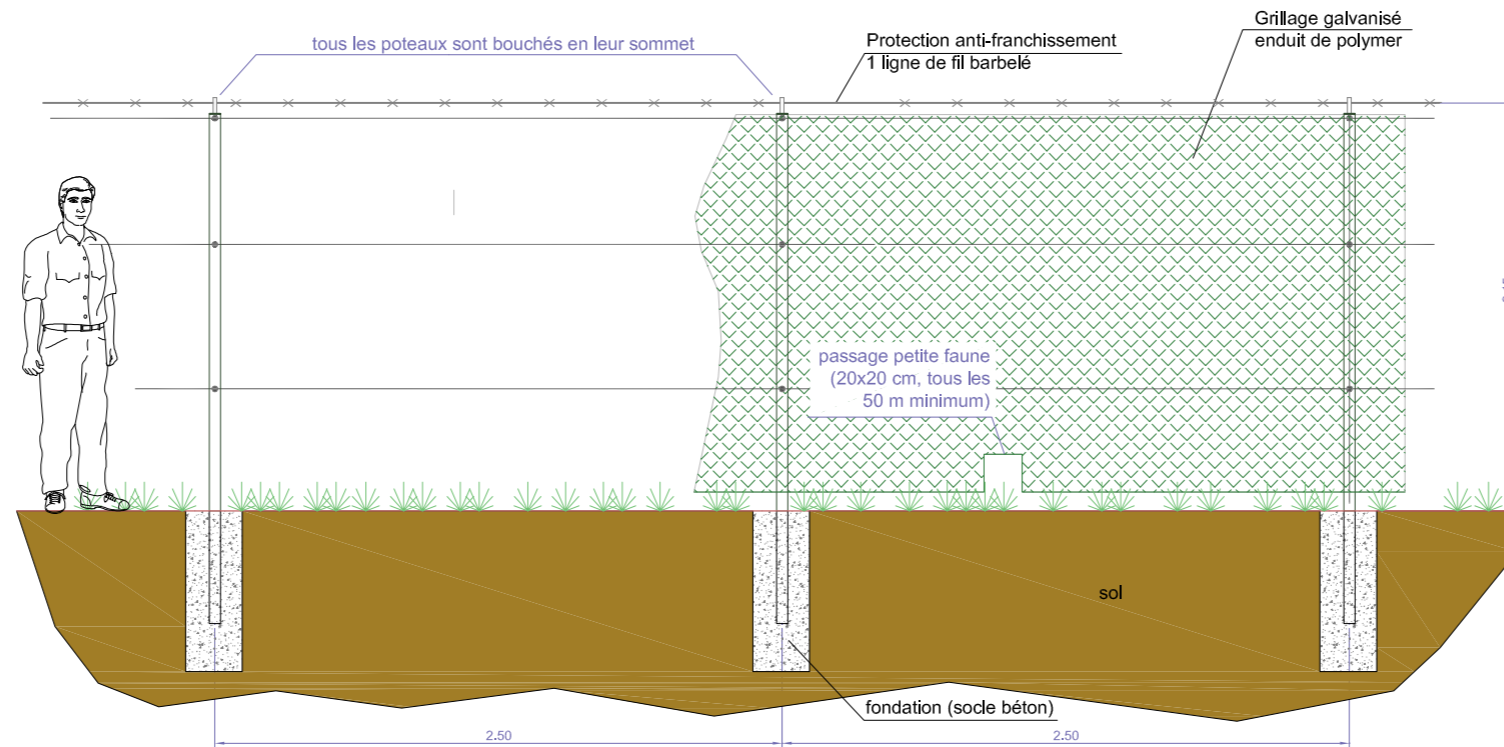 Grillage galvanisé
enduit de polymer
tous les poteaux sont bouchés en leur sommet
Protection anti-franchissement
1 ligne de fil barbelé
passage petite faune
(20x20 cm, tous les
50 m minimum)
sol
fondation (socle béton)
2.50
2.50